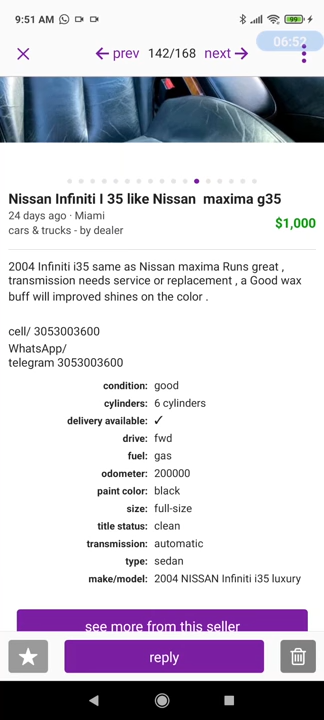 9:51 AM
99
06:52
prev 142/168 next
Nissan Infiniti I 35 like Nissan maxima g35
24 days ago · Miami
cars & trucks - by dealer
$1,000
2004 Infiniti i35 same as Nissan maxima Runs great ,
transmission needs service or replacement , a Good wax
buff will improved shines on the color .
cell/ 3053003600
WhatsApp/
telegram 3053003600
condition: good
cylinders: 6 cylinders
delivery available: ✓
drive: fwd
fuel: gas
odometer: 200000
paint color: black
size: full-size
title status: clean
transmission: automatic
type: sedan
make/model: 2004 NISSAN Infiniti i35 luxury
see more from this seller
reply